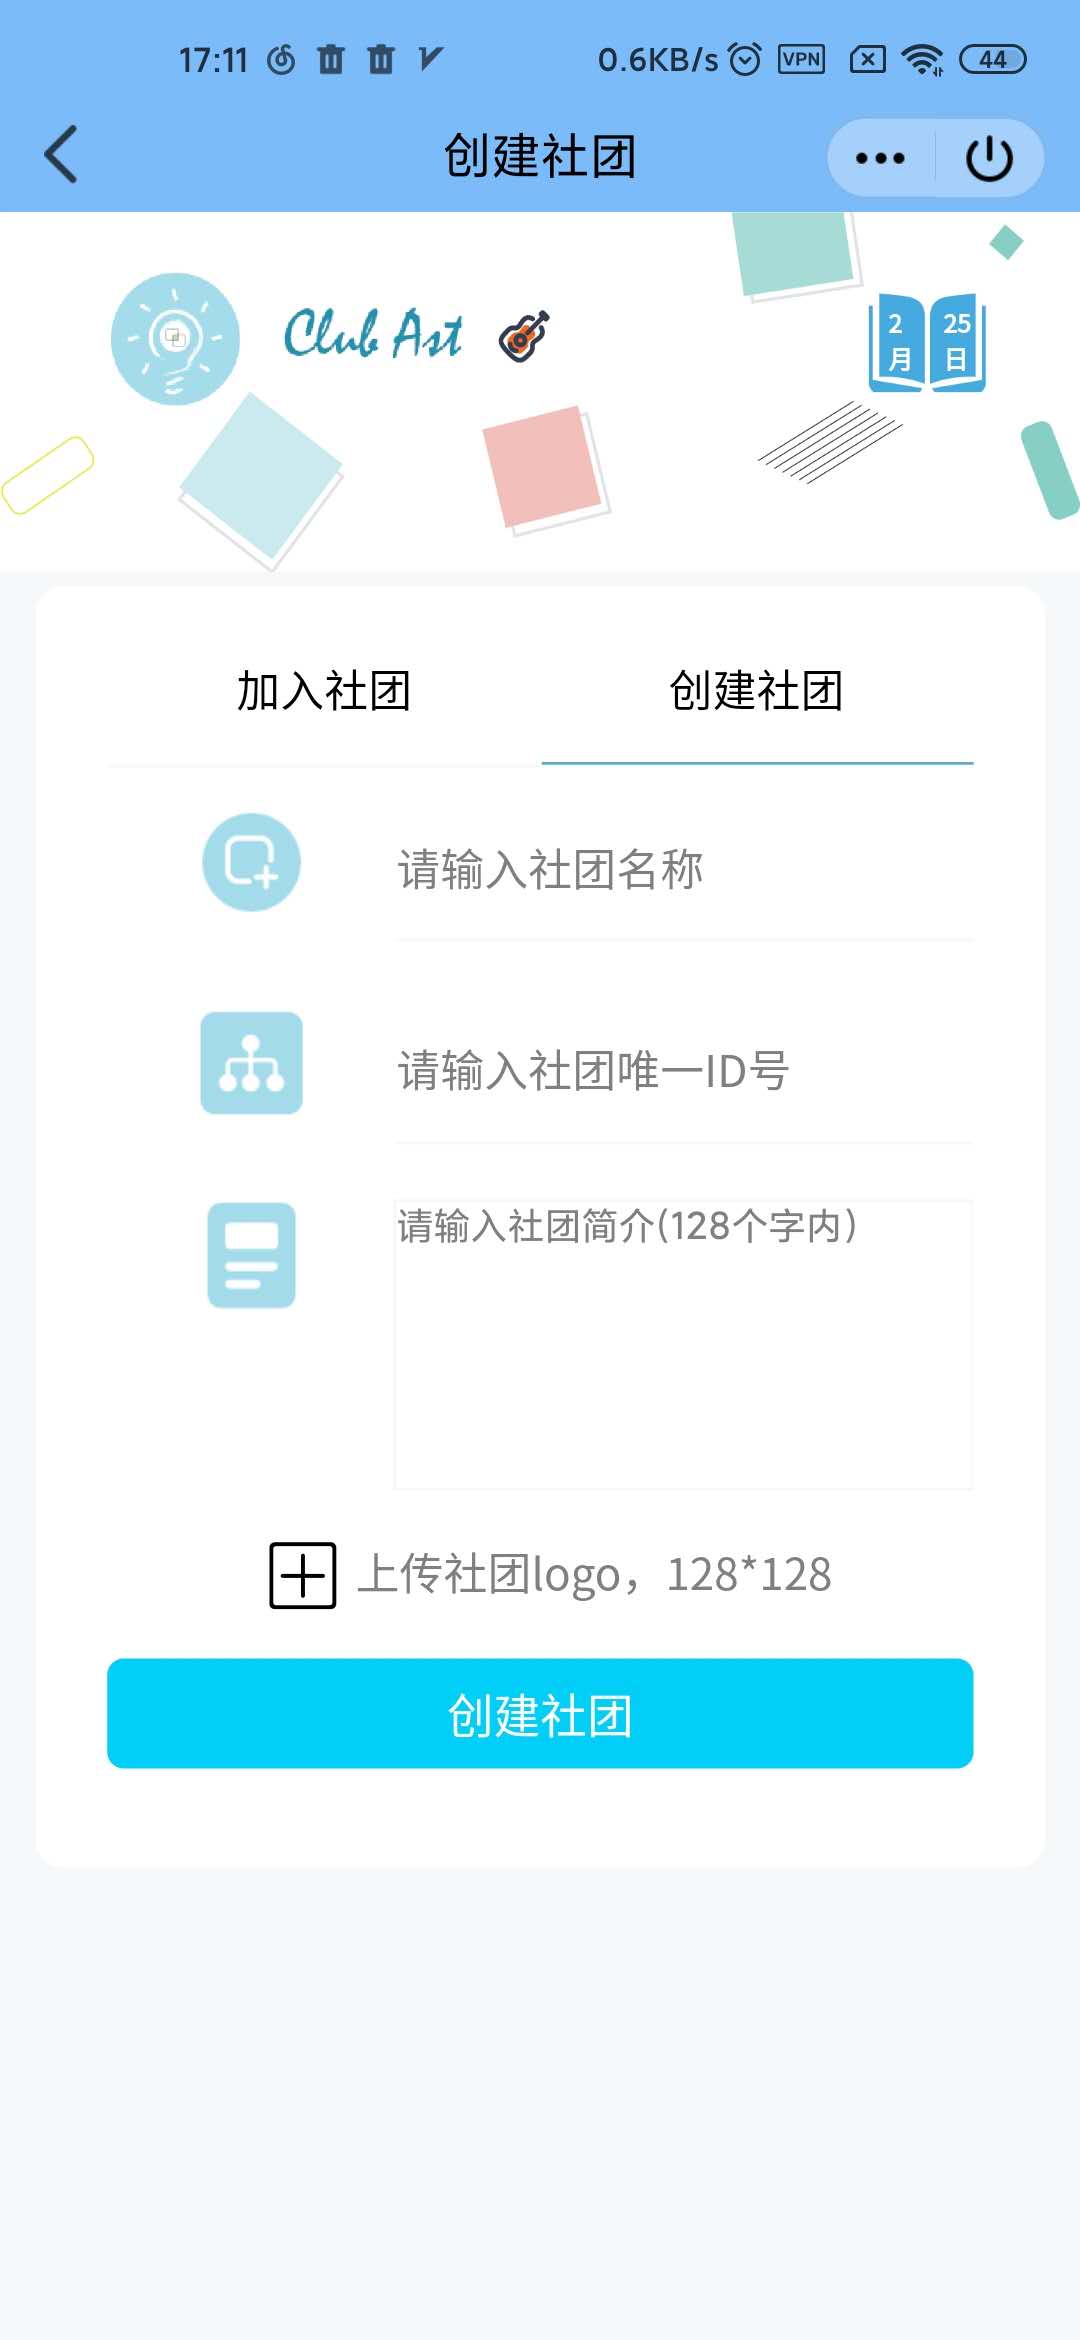 17:11 0.6KB/s VPN 44
创建社团
Club Ast
2月 25日
加入社团 创建社团
请输入社团名称
请输入社团唯一ID号
请输入社团简介(128个字内)
上传社团logo，128*128
创建社团